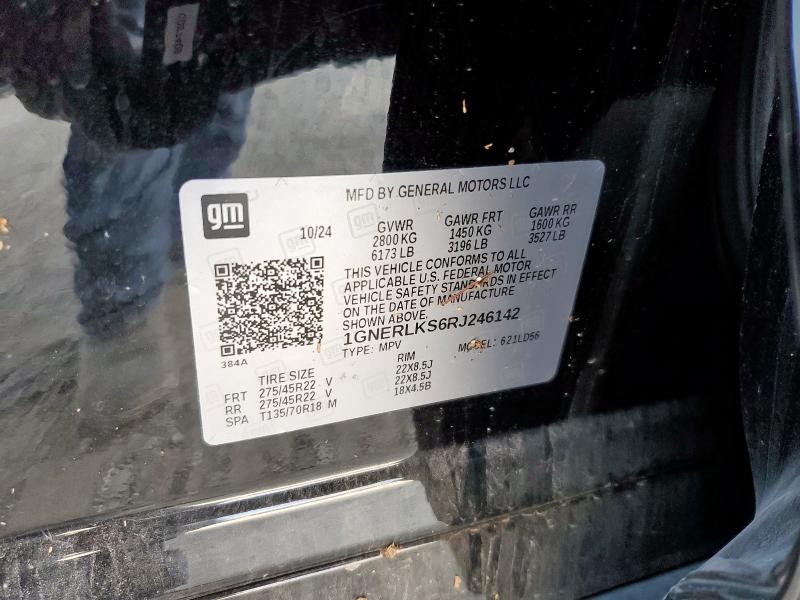 MFD BY GENERAL MOTORS LLC
gm
10/24
GVWR GAWR FRT GAWR RR
2800 KG 1450 KG 1600 KG
6173 LB 3196 LB 3527 LB
THIS VEHICLE CONFORMS TO ALL
APPLICABLE U.S. FEDERAL MOTOR
VEHICLE SAFETY STANDARDS IN EFFECT
ON THE DATE OF MANUFACTURE
SHOWN ABOVE.
1GNERLKS6RJ246142
TYPE: MPV MODEL: 621LD56
384A
TIRE SIZE RIM
FRT 275/45R22 V 22X8.5J
RR 275/45R22 V 22X8.5J
SPA T135/70R18 M 18X4.5B